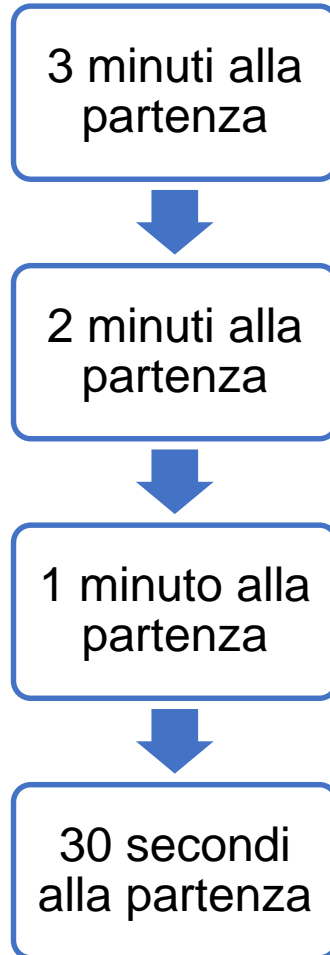 3 minuti alla
partenza
2 minuti alla
partenza
1 minuto alla
partenza
30 secondi
alla partenza